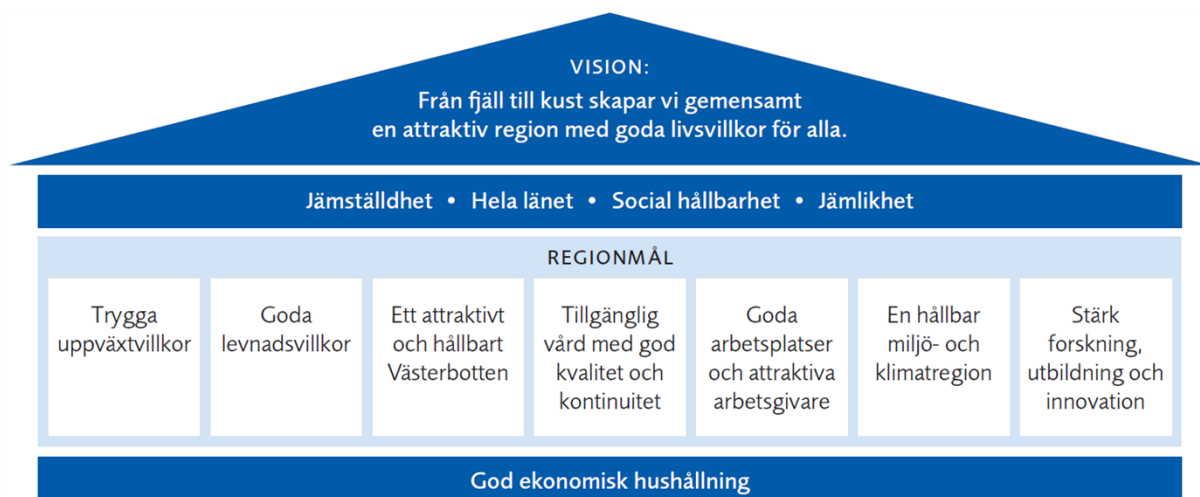 VISION:
Från fjäll till kust skapar vi gemensamt
en attraktiv region med goda livsvillkor för alla.
Jämställdhet • Hela länet • Social hållbarhet • Jämlikhet
REGIONMÅL
Trygga
uppväxtvillkor
Goda
levnadsvillkor
Ett attraktivt
och hållbart
Västerbotten
Tillgänglig
vård med god
kvalitet och
kontinuitet
Goda
arbetsplatser
och attraktiva
arbetsgivare
En hållbar
miljö- och
klimatregion
Stärk
forskning,
utbildning och
innovation
God ekonomisk hushållning